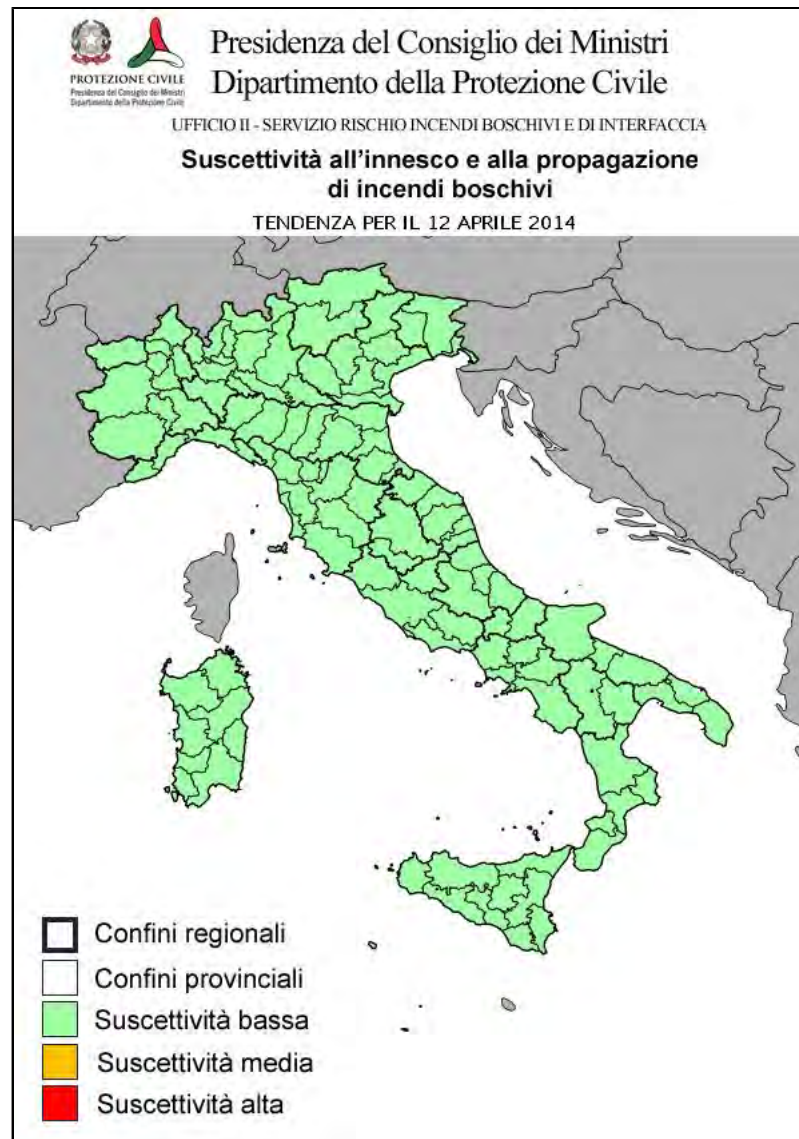 PROTEZIONE CIVILE
Presidenza del Consiglio dei Ministri
Dipartimento della Protezione Civile
Presidenza del Consiglio dei Ministri
Dipartimento della Protezione Civile
UFFICIO II - SERVIZIO RISCHIO INCENDI BOSCHIVI E DI INTERFACCIA
Suscettività all'innesco e alla propagazione
di incendi boschivi
TENDENZA PER IL 12 APRILE 2014
Confini regionali
Confini provinciali
Suscettività bassa
Suscettività media
Suscettività alta